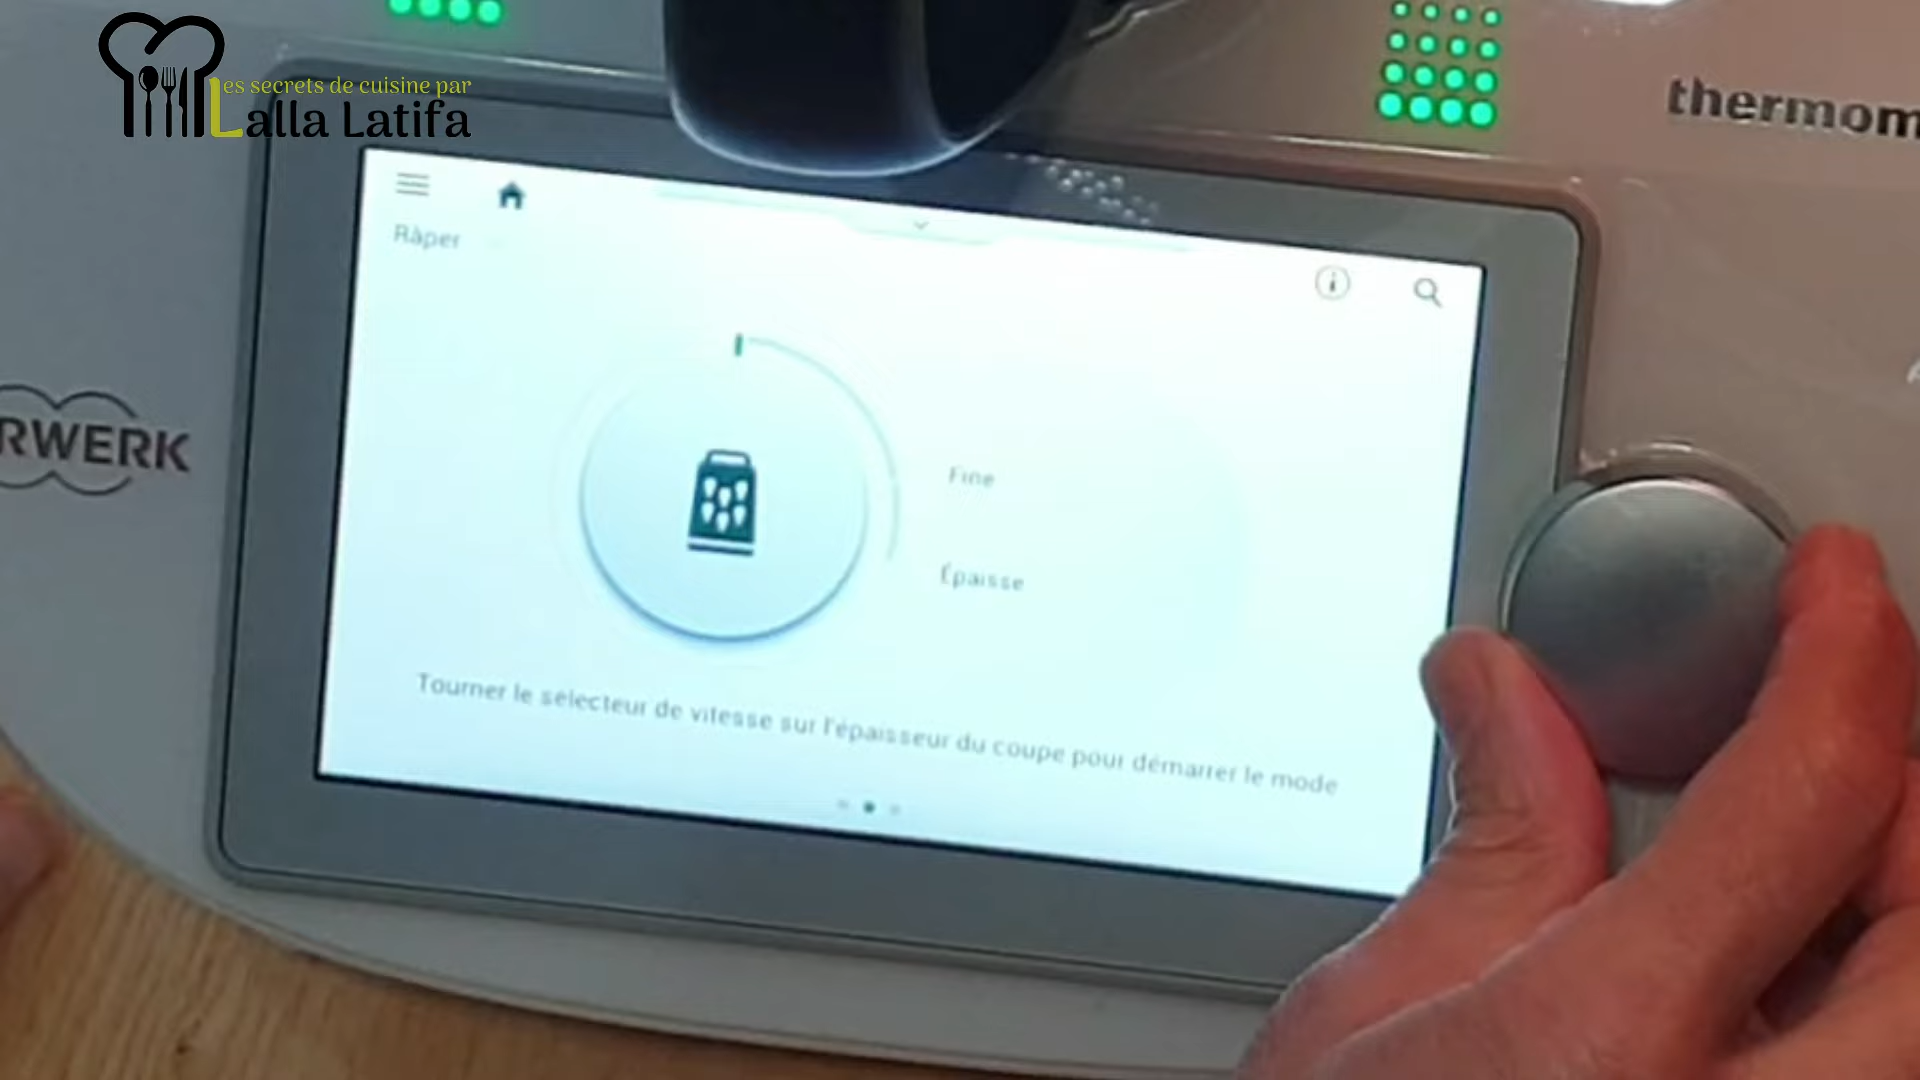 Les secrets de cuisine par
Lalla Latifa
thermom
RWERK
Râper
Fine
Épaisse
Tourner le sélecteur de vitesse sur l'épaisseur du coupe pour démarrer le mode